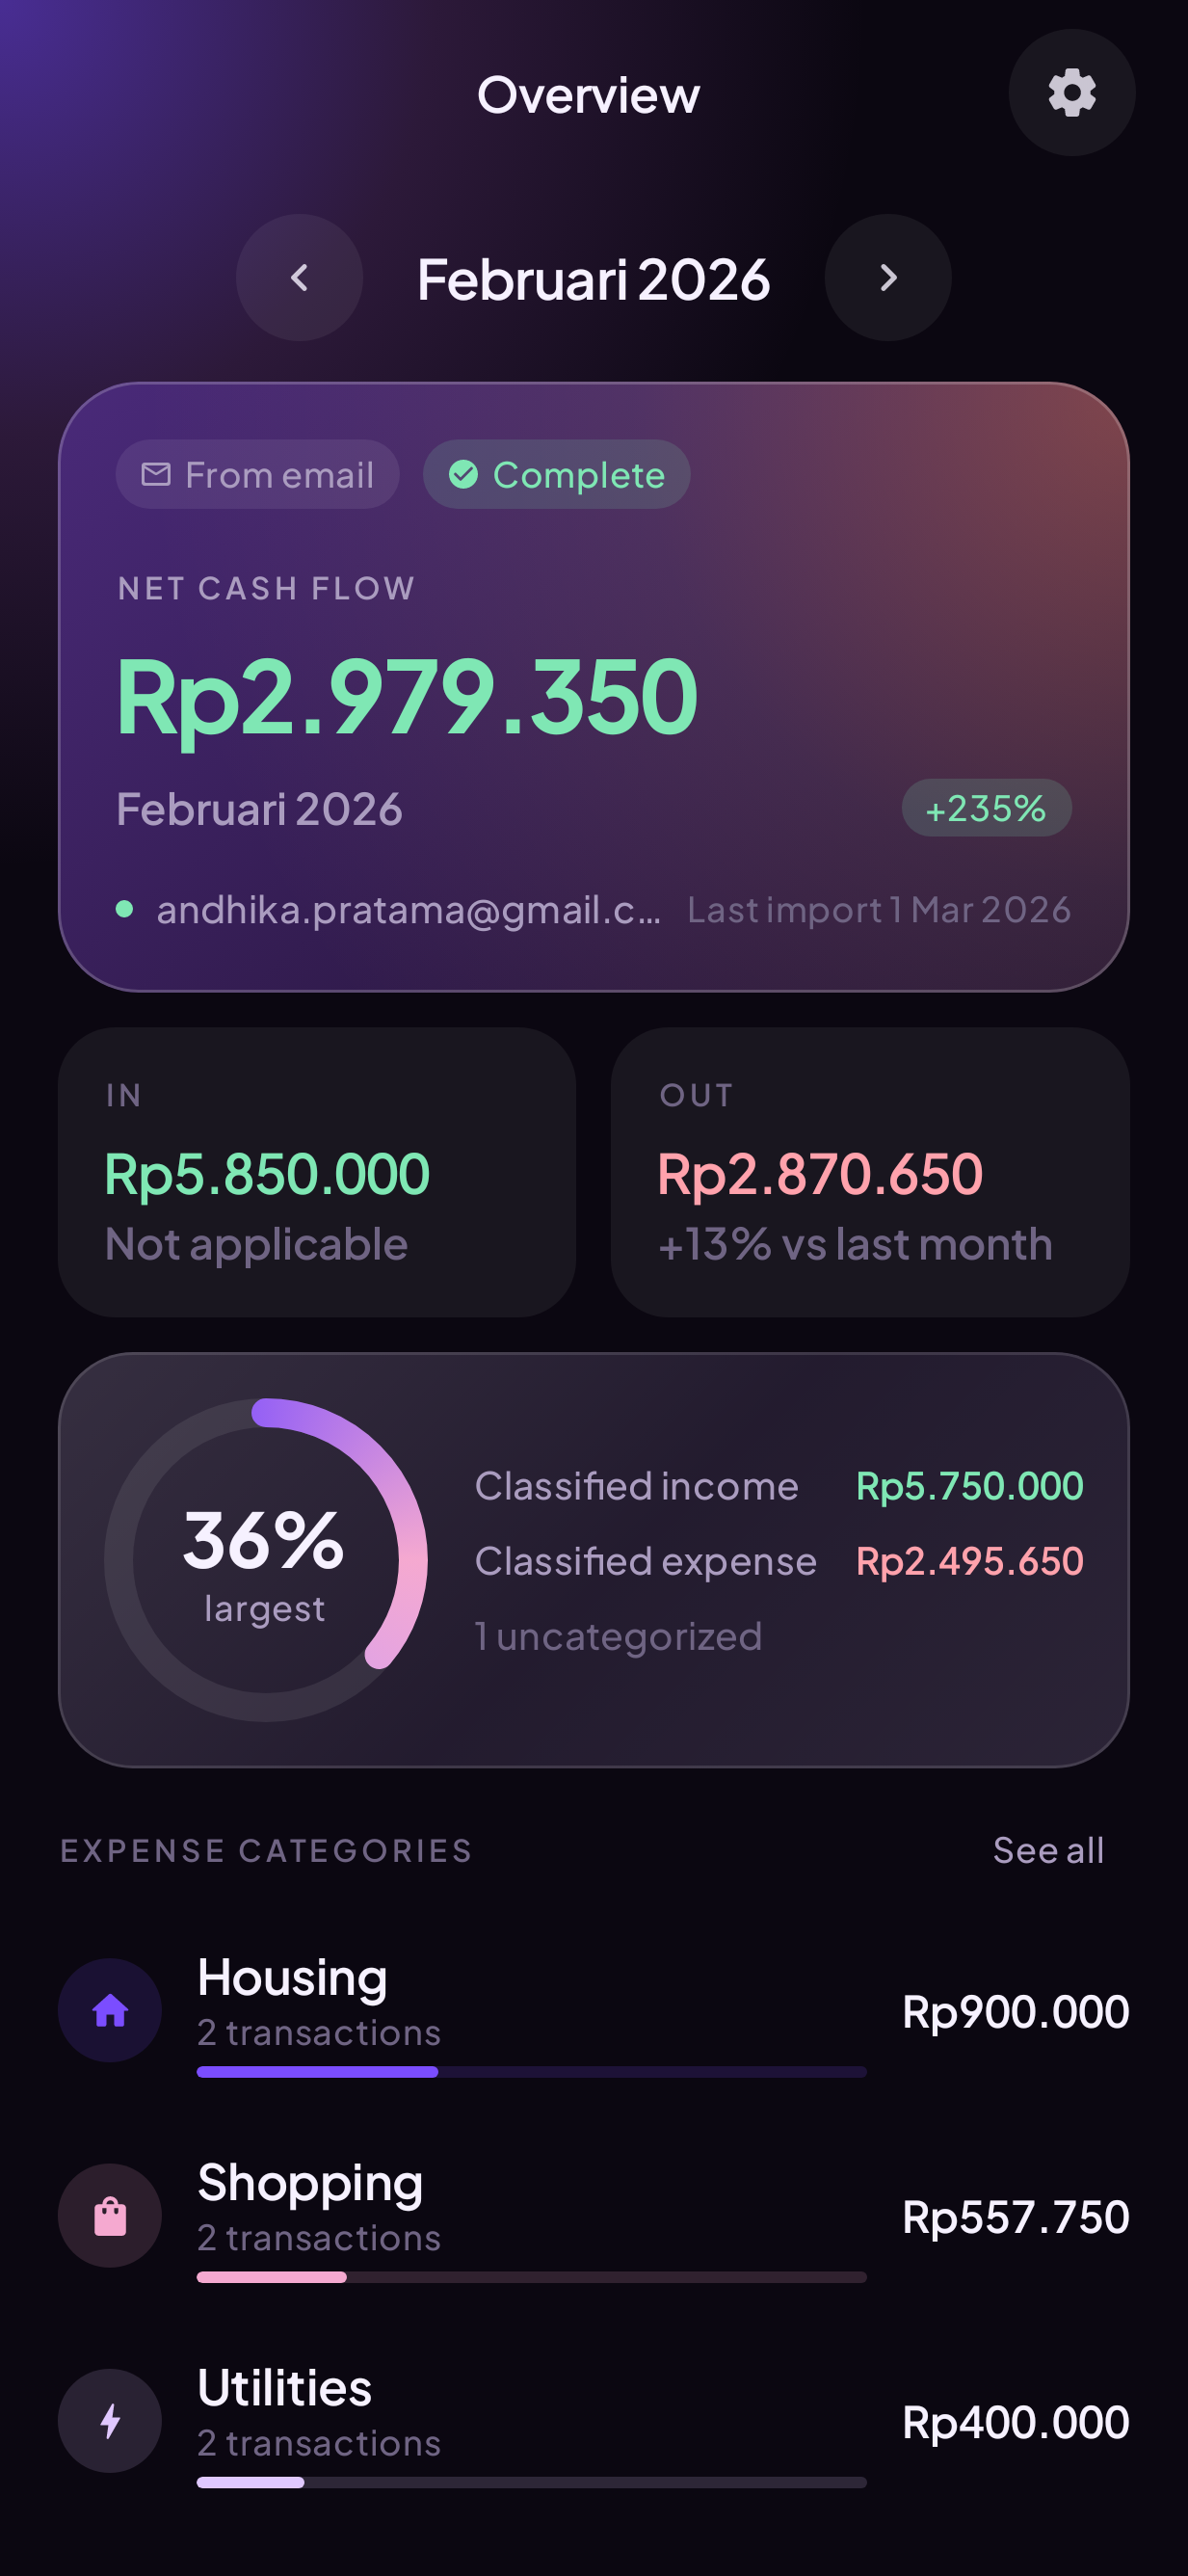 Overview
Februari 2026
From email
Complete
NET CASH FLOW
Rp2.979.350
Februari 2026
+235%
andhika.pratama@gmail.c...
Last import 1 Mar 2026
IN
Rp5.850.000
Not applicable
OUT
Rp2.870.650
+13% vs last month
36%
largest
Classified income
Rp5.750.000
Classified expense
Rp2.495.650
1 uncategorized
EXPENSE CATEGORIES
See all
Housing
2 transactions
Rp900.000
Shopping
2 transactions
Rp557.750
Utilities
2 transactions
Rp400.000